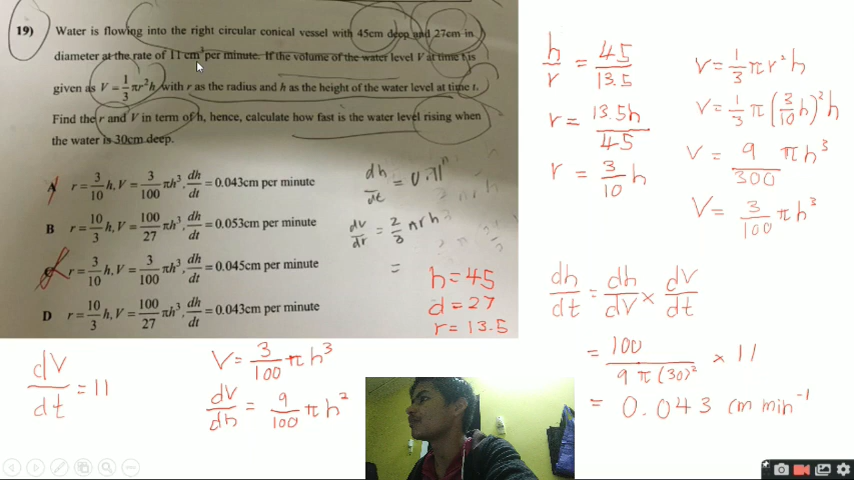 19) Water is flowing into the right circular conical vessel with 45cm deep and 27cm in
diameter at the rate of 11 cm³ per minute. If the volume of the water level V at time t is
given as V = 1/3 πr²h, with r as the radius and h as the height of the water level at time t.
Find the r and V in term of h, hence, calculate how fast is the water level rising when
the water is 30cm deep.
A r = 3/10 h, V = 3/100 πh³, dh/dt = 0.043cm per minute
B r = 10/3 h, V = 100/27 πh³, dh/dt = 0.053cm per minute
C r = 3/10 h, V = 3/100 πh³, dh/dt = 0.045cm per minute
D r = 10/3 h, V = 100/27 πh³, dh/dt = 0.043cm per minute
dh/dt = 0.71
dv/dr = 2/3 πrh
=
h = 45
d = 27
r = 13.5
h/r = 45/13.5
r = 13.5h/45
r = 3/10 h
V = 1/3 πr²h
V = 1/3 π(3/10 h)²h
V = 9/300 πh³
V = 3/100 πh³
dh/dt = dh/dV × dV/dt
= 100/9π(30)² × 11
= 0.043 cm min⁻¹
dV/dt = 11
V = 3/100 πh³
dV/dh = 9/100 πh²